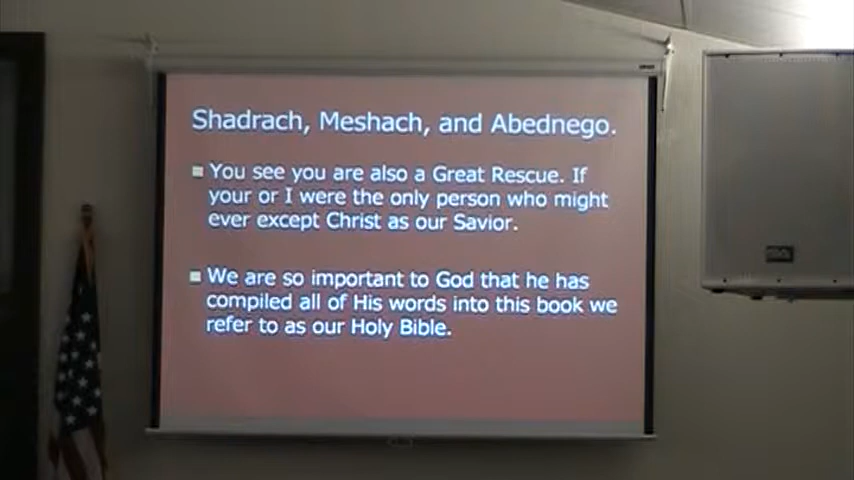 Shadrach, Meshach, and Abednego.
You see you are also a Great Rescue. If
your or I were the only person who might
ever except Christ as our Savior.
We are so important to God that he has
compiled all of His words into this book we
refer to as our Holy Bible.